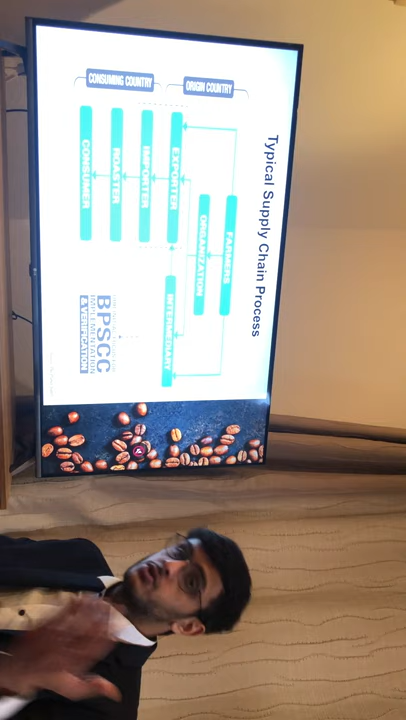 Typical Supply Chain Process
ORIGIN COUNTRY
FARMERS
ORGANIZATION
INTERMEDIARY
EXPORTER
CONSUMING COUNTRY
IMPORTER
ROASTER
CONSUMER
BPSCC
IMPLEMENTATION
& VERIFICATION